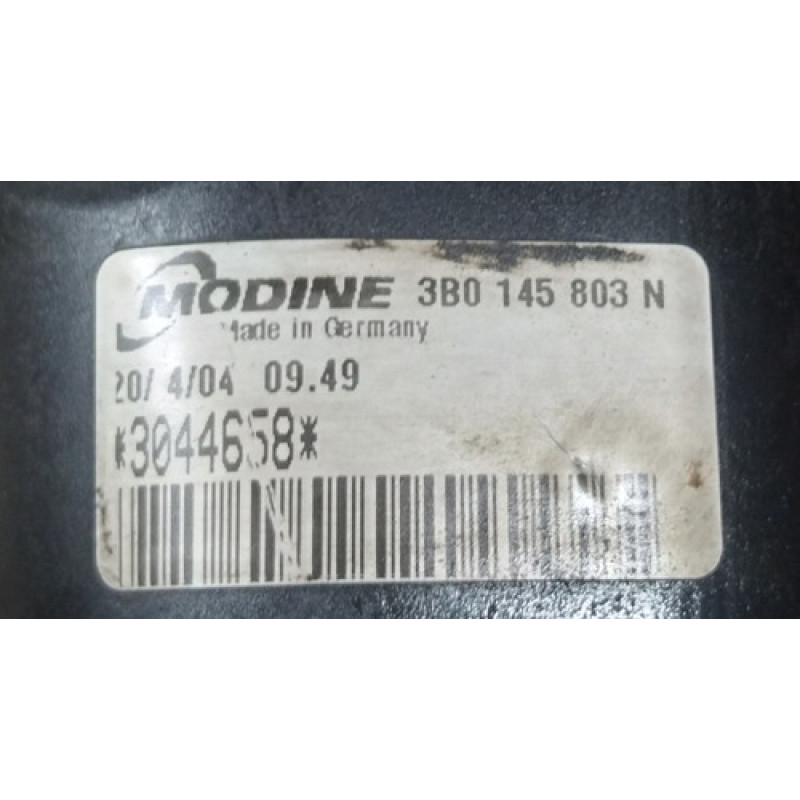 MODINE 3B0 145 803 N
Made in Germany
20/ 4/04 09.49
*3044658*